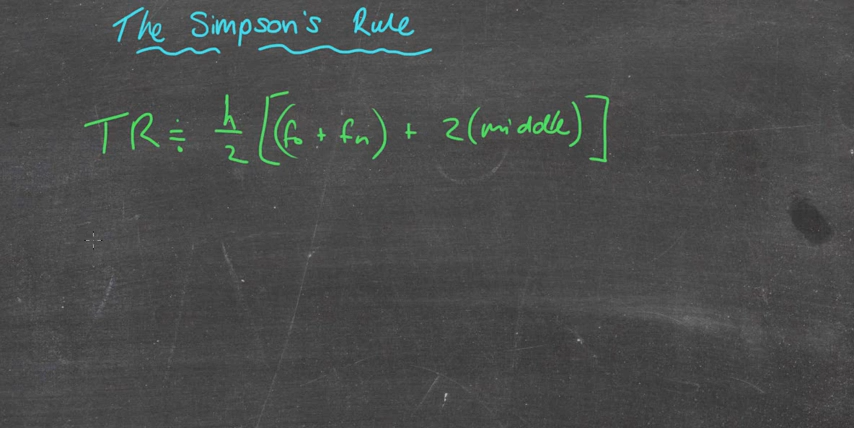 The Simpson's Rule
TR ≑ h/2 [(f₀ + fₙ) + 2(middle)]